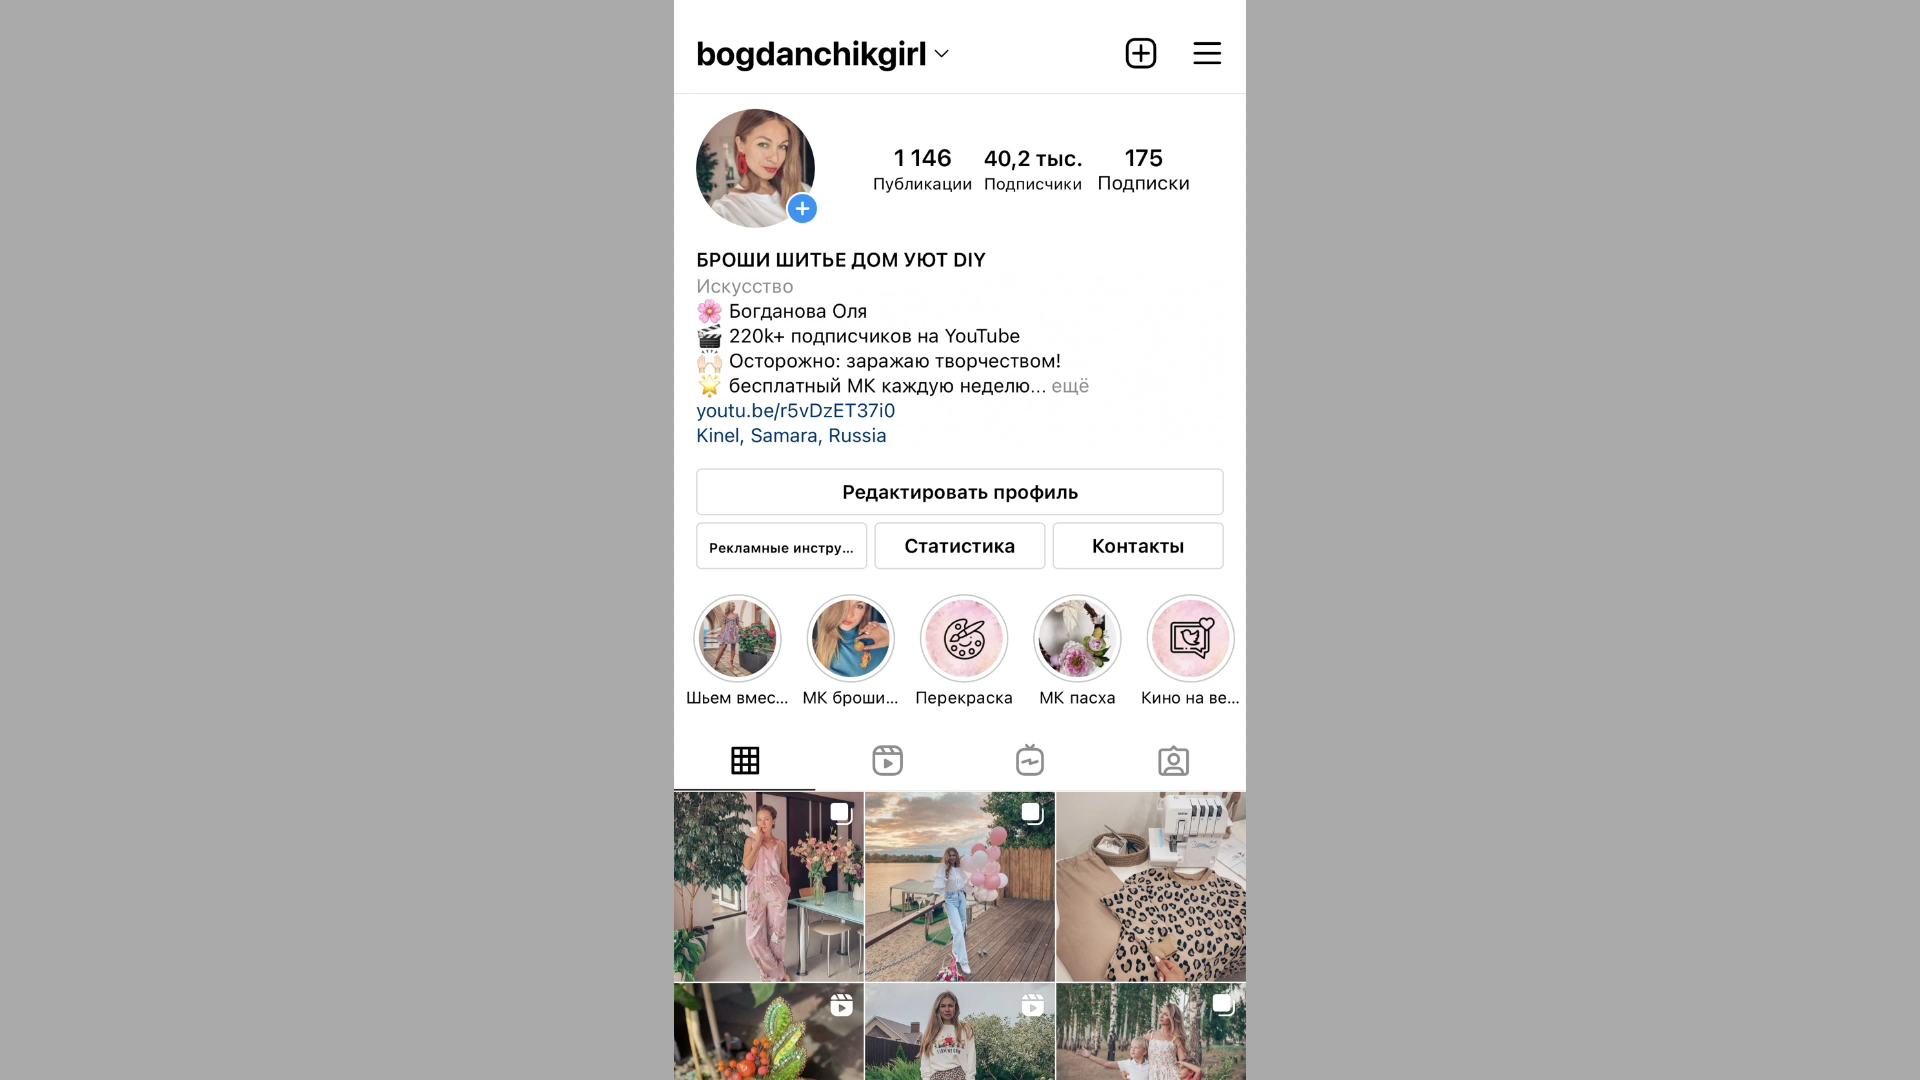 bogdanchikgirl
1 146 40,2 тыс. 175
Публикации Подписчики Подписки
БРОШИ ШИТЬЕ ДОМ УЮТ DIY
Искусство
🌸 Богданова Оля
🎬 220k+ подписчиков на YouTube
🙌🏻 Осторожно: заражаю творчеством!
🌟 бесплатный МК каждую неделю... ещё
youtu.be/r5vDzET37i0
Kinel, Samara, Russia
Редактировать профиль
Рекламные инстру... Статистика Контакты
Шьем вмес... МК броши... Перекраска МК пасха Кино на ве...